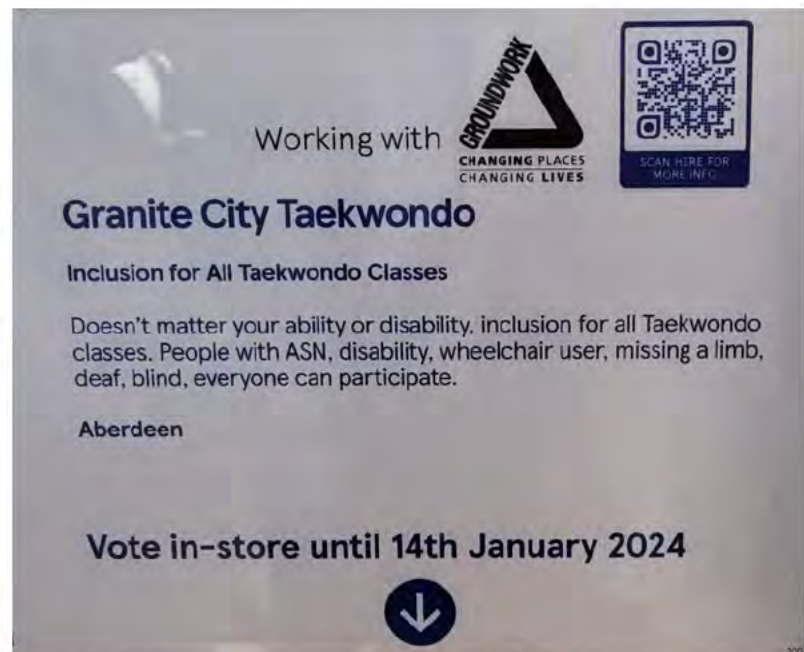 Working with
GROUNDWORK
CHANGING PLACES
CHANGING LIVES
SCAN HERE FOR
MORE INFO
Granite City Taekwondo
Inclusion for All Taekwondo Classes
Doesn't matter your ability or disability, inclusion for all Taekwondo
classes. People with ASN, disability, wheelchair user, missing a limb,
deaf, blind, everyone can participate.
Aberdeen
Vote in-store until 14th January 2024